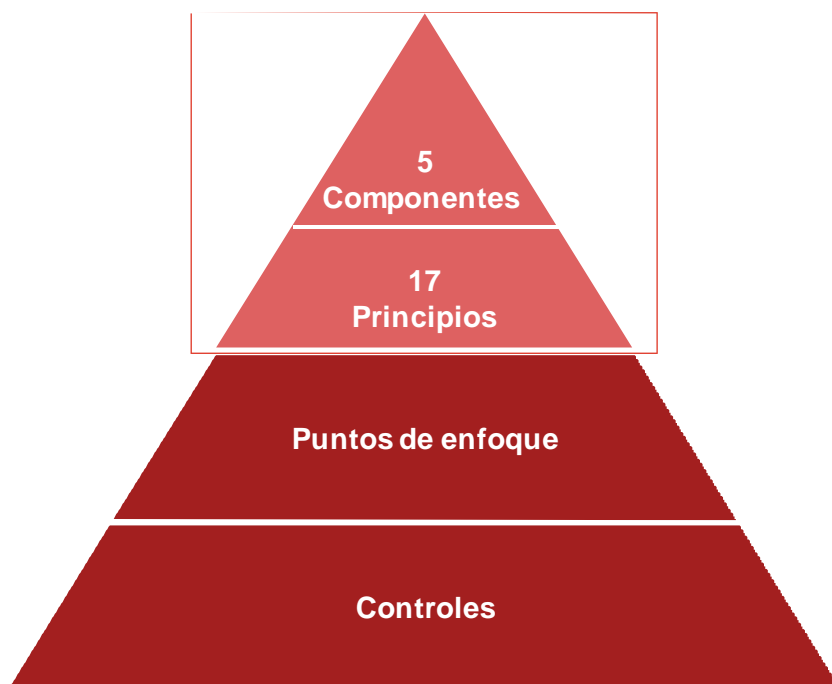 5
Componentes
17
Principios
Puntos de enfoque
Controles